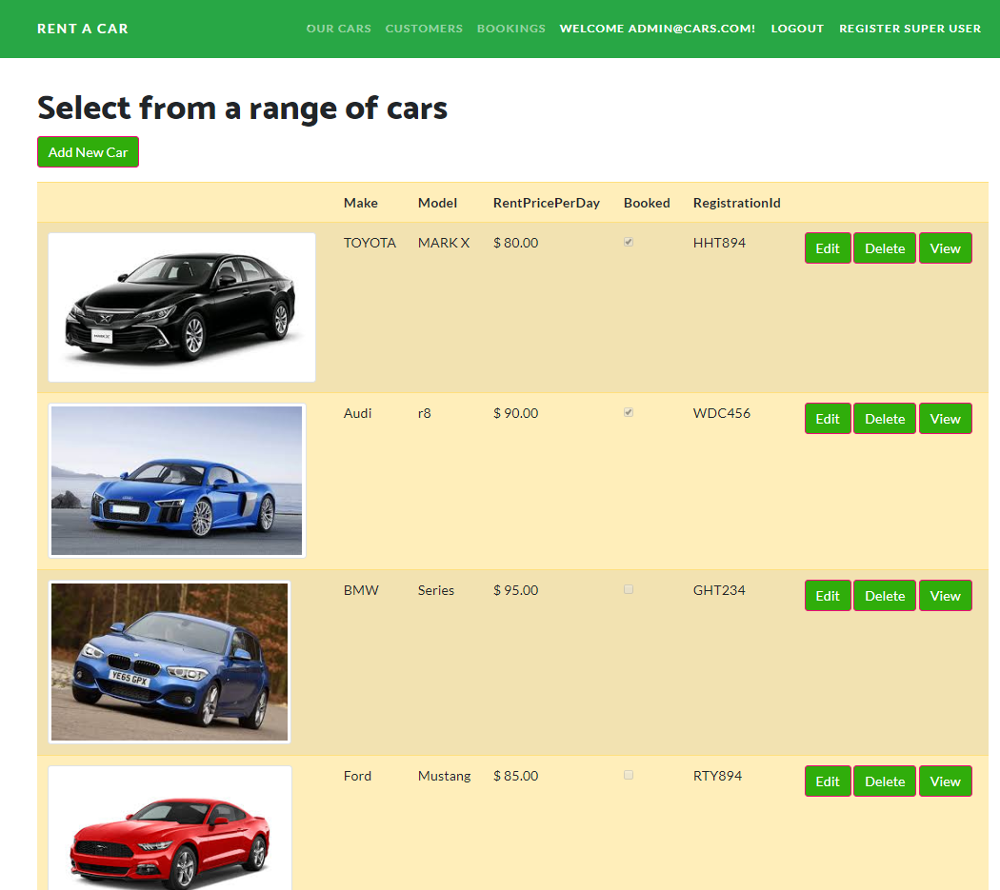 RENT A CAR OUR CARS CUSTOMERS BOOKINGS WELCOME ADMIN@CARS.COM! LOGOUT REGISTER SUPER USER
Select from a range of cars
Add New Car
Make Model RentPricePerDay Booked RegistrationId
TOYOTA MARK X $ 80.00 HHT894 Edit Delete View
MARK X
Audi r8 $ 90.00 WDC456 Edit Delete View
BMW Series $ 95.00 GHT234 Edit Delete View
YE65 GPX
Ford Mustang $ 85.00 RTY894 Edit Delete View